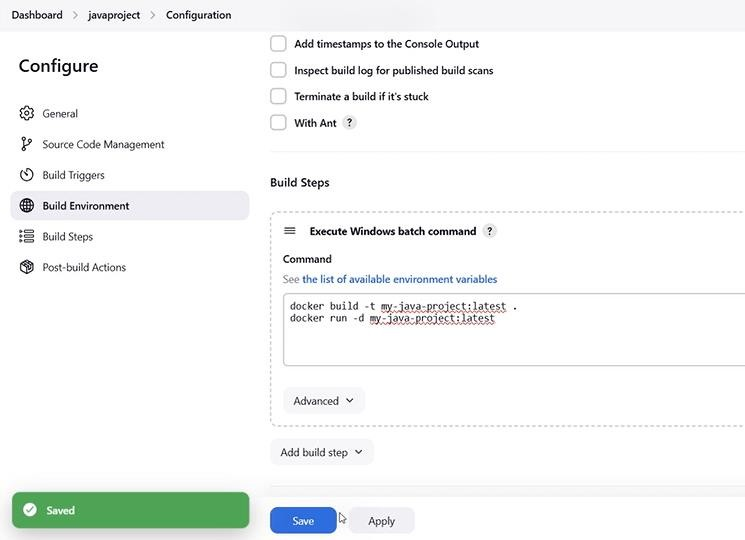 Dashboard > javaproject > Configuration
Configure
General
Source Code Management
Build Triggers
Build Environment
Build Steps
Post-build Actions
Add timestamps to the Console Output
Inspect build log for published build scans
Terminate a build if it's stuck
With Ant ?
Build Steps
Execute Windows batch command ?
Command
See the list of available environment variables
docker build -t my-java-project:latest .
docker run -d my-java-project:latest
Advanced
Add build step
Saved
Save
Apply